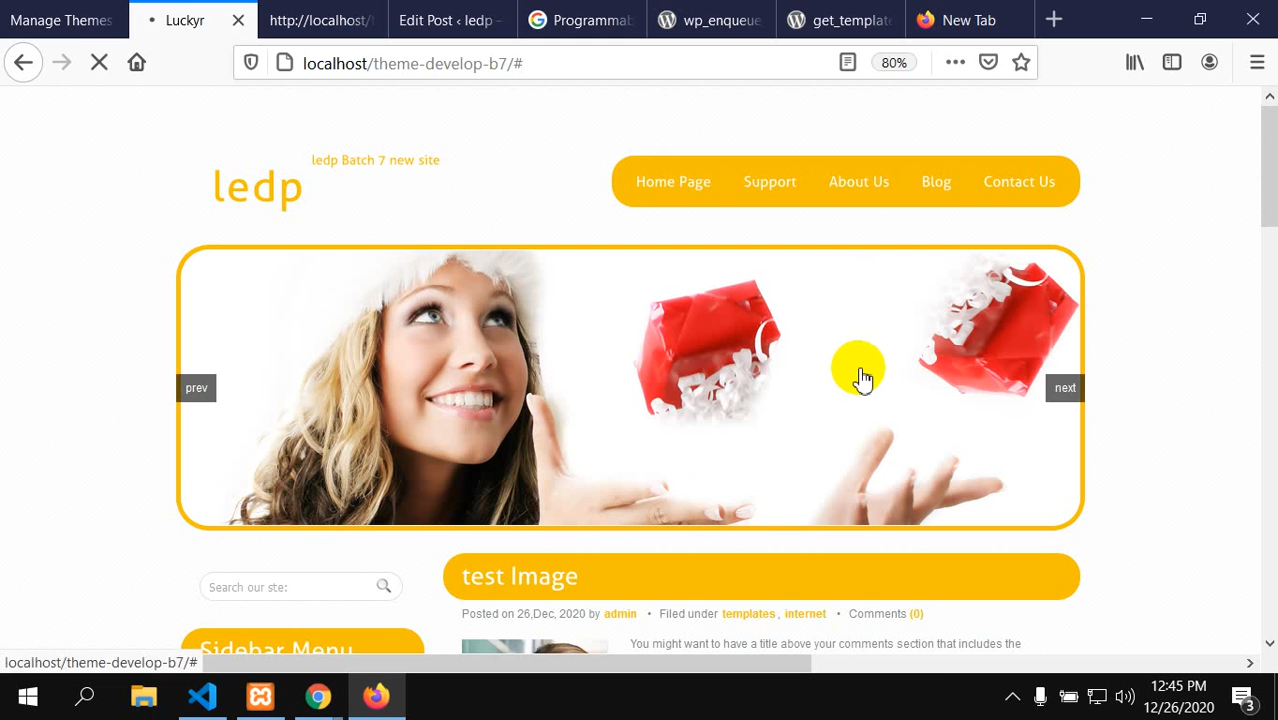 Manage Themes
Luckyr
http://localhost/
Edit Post ‹ ledp
Programmab
wp_enqueue
get_templat
New Tab
localhost/theme-develop-b7/#
80%
ledp Batch 7 new site
ledp
Home Page
Support
About Us
Blog
Contact Us
prev
next
Search our ste:
test Image
Posted on 26,Dec, 2020 by admin • Filed under templates , internet • Comments (0)
Sidebar Menu
You might want to have a title above your comments section that includes the
localhost/theme-develop-b7/#
12:45 PM
12/26/2020
3